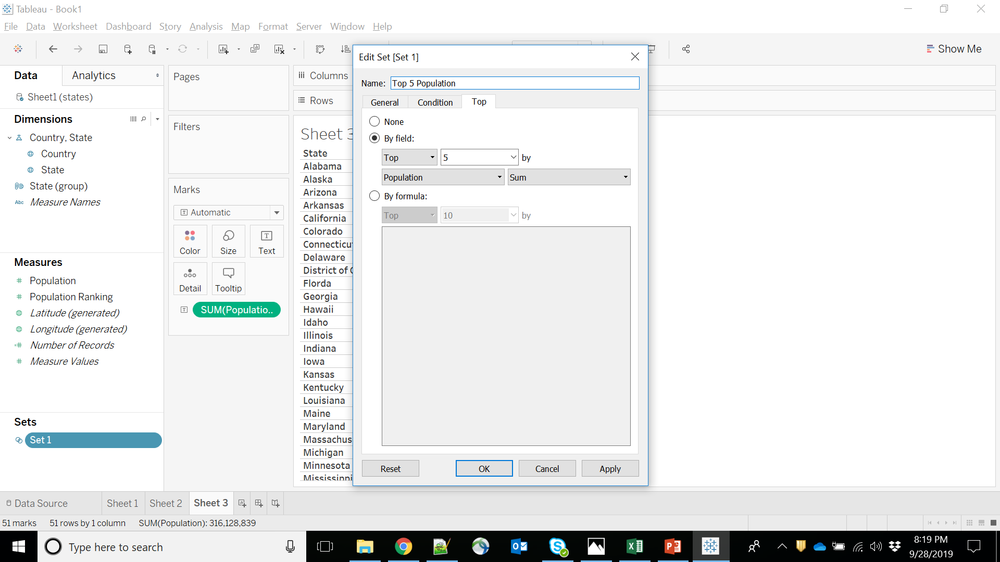 Tableau - Book1
File Data Worksheet Dashboard Story Analysis Map Format Server Window Help
Show Me
Data Analytics
Sheet1 (states)
Dimensions
Country, State
Country
State
State (group)
Abc Measure Names
Measures
Population
Population Ranking
Latitude (generated)
Longitude (generated)
Number of Records
Measure Values
Sets
Set 1
Pages
Filters
Marks
Automatic
Color Size Text
Detail Tooltip
SUM(Populatio..
Columns
Rows
Sheet 3
State
Alabama
Alaska
Arizona
Arkansas
California
Colorado
Connecticut
Delaware
District of C
Florda
Georgia
Hawaii
Idaho
Illinois
Indiana
Iowa
Kansas
Kentucky
Louisiana
Maine
Maryland
Massachus
Michigan
Minnesota
Mississippi
Edit Set [Set 1]
Name: Top 5 Population
General Condition Top
None
By field:
Top 5 by
Population Sum
By formula:
Top 10 by
Reset OK Cancel Apply
Data Source Sheet 1 Sheet 2 Sheet 3
51 marks 51 rows by 1 column SUM(Population): 316,128,839
Type here to search
8:19 PM
9/28/2019